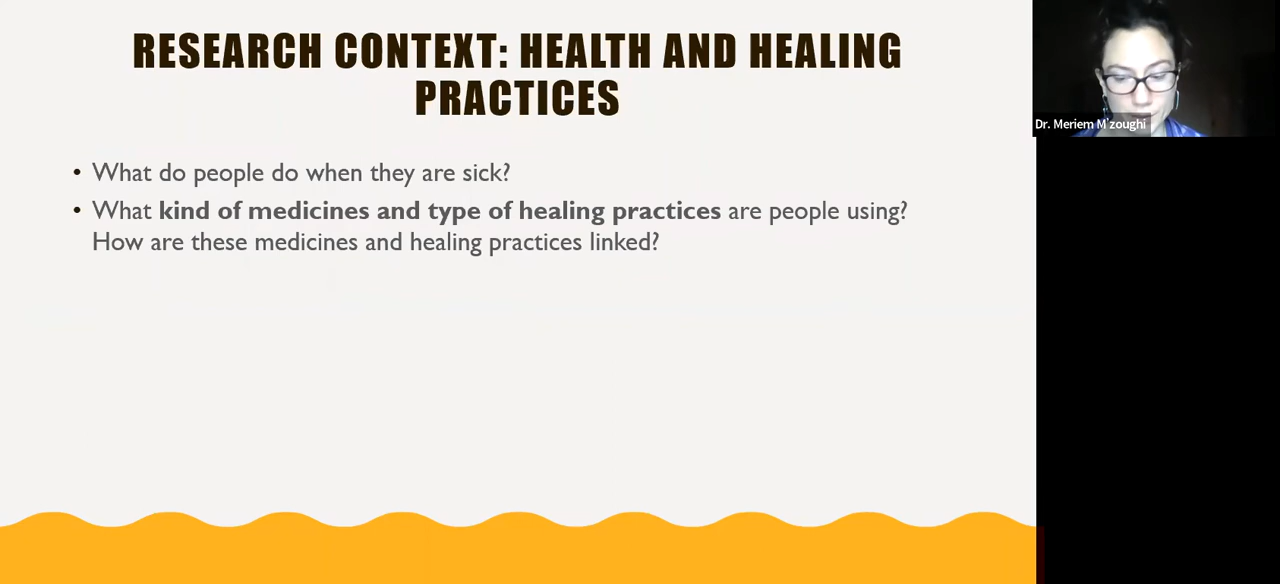 RESEARCH CONTEXT: HEALTH AND HEALING
PRACTICES
• What do people do when they are sick?
• What kind of medicines and type of healing practices are people using?
How are these medicines and healing practices linked?
Dr. Meriem M'zoughi